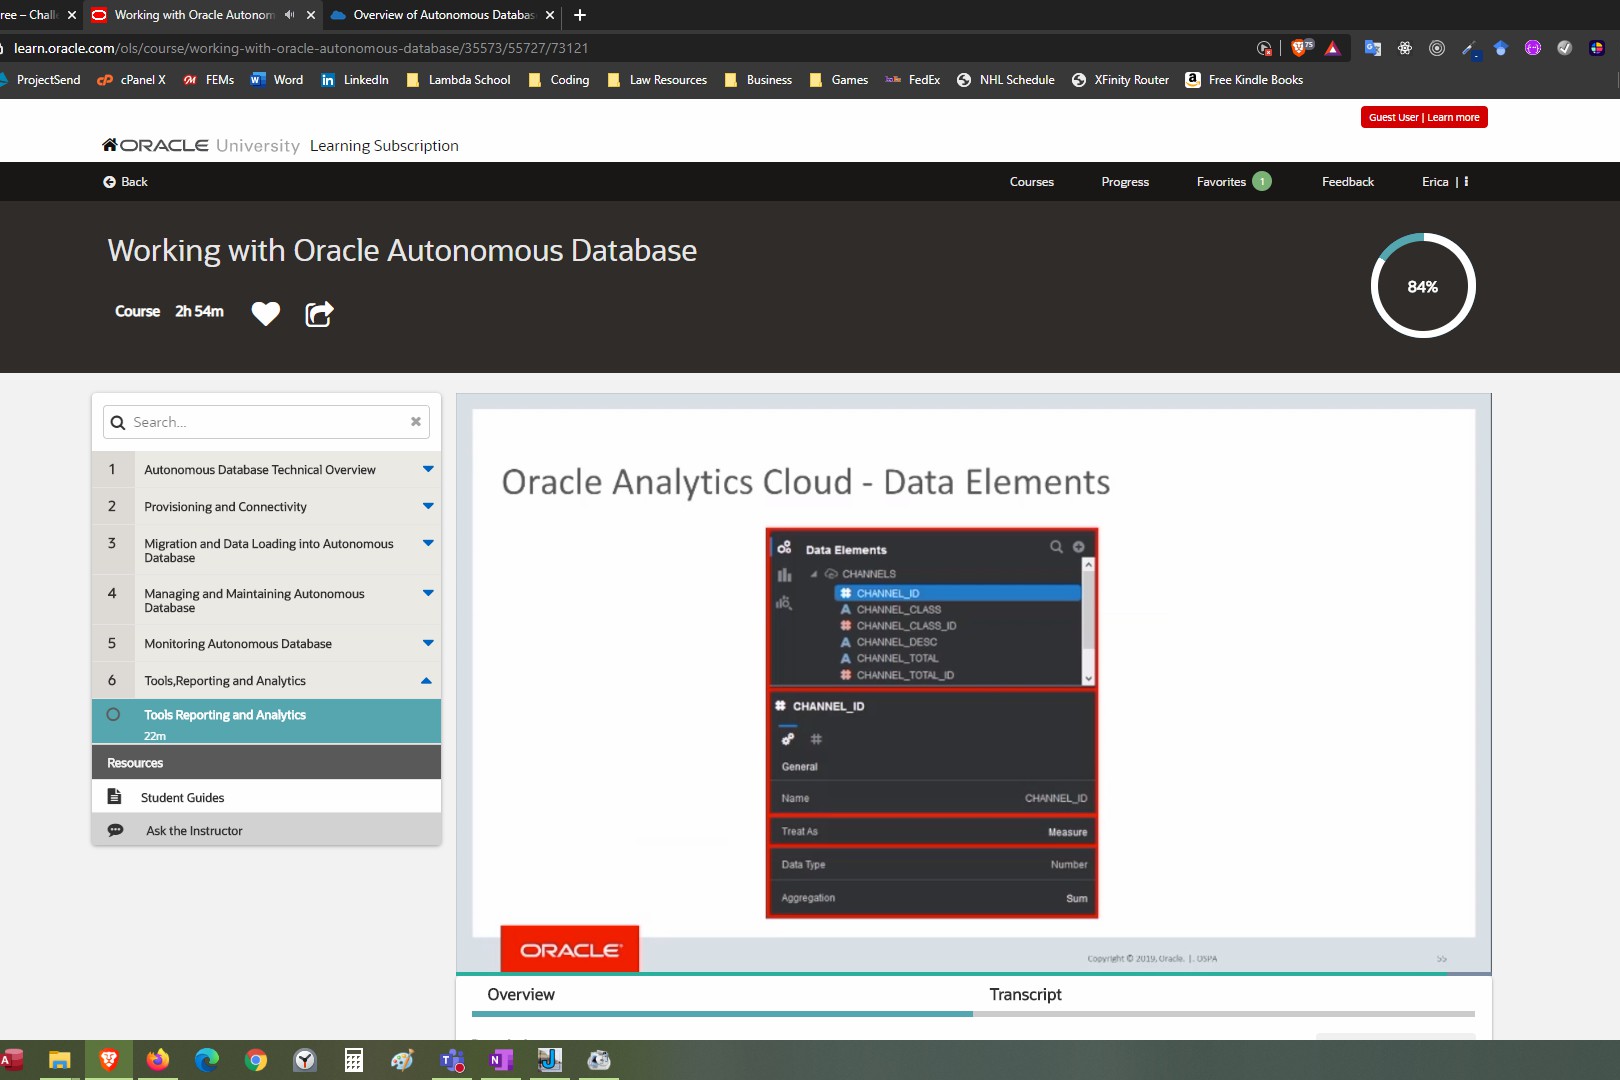 ree – Chall
Working with Oracle Autonom
Overview of Autonomous Databas
learn.oracle.com/ols/course/working-with-oracle-autonomous-database/35573/55727/73121
75
ProjectSend
cPanel X
FEMs
Word
LinkedIn
Lambda School
Coding
Law Resources
Business
Games
FedEx
NHL Schedule
XFinity Router
Free Kindle Books
Guest User | Learn more
ORACLE University Learning Subscription
Back
Courses
Progress
Favorites 1
Feedback
Erica |
Working with Oracle Autonomous Database
84%
Course 2h 54m
Search...
1 Autonomous Database Technical Overview
2 Provisioning and Connectivity
3 Migration and Data Loading into Autonomous
Database
4 Managing and Maintaining Autonomous
Database
5 Monitoring Autonomous Database
6 Tools,Reporting and Analytics
Tools Reporting and Analytics
22m
Resources
Student Guides
Ask the Instructor
Oracle Analytics Cloud - Data Elements
Data Elements
CHANNELS
# CHANNEL_ID
A CHANNEL_CLASS
# CHANNEL_CLASS_ID
A CHANNEL_DESC
A CHANNEL_TOTAL
# CHANNEL_TOTAL_ID
# CHANNEL_ID
#
General
Name CHANNEL_ID
Treat As Measure
Data Type Number
Aggregation Sum
ORACLE
Copyright © 2019, Oracle. |. OSPA
55
Overview
Transcript